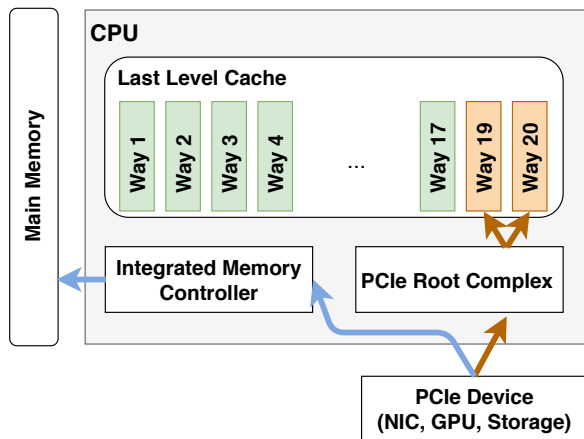 CPU
Main Memory
Last Level Cache
Way 1
Way 2
Way 3
Way 4
...
Way 17
Way 19
Way 20
Integrated Memory
Controller
PCIe Root Complex
PCIe Device
(NIC, GPU, Storage)